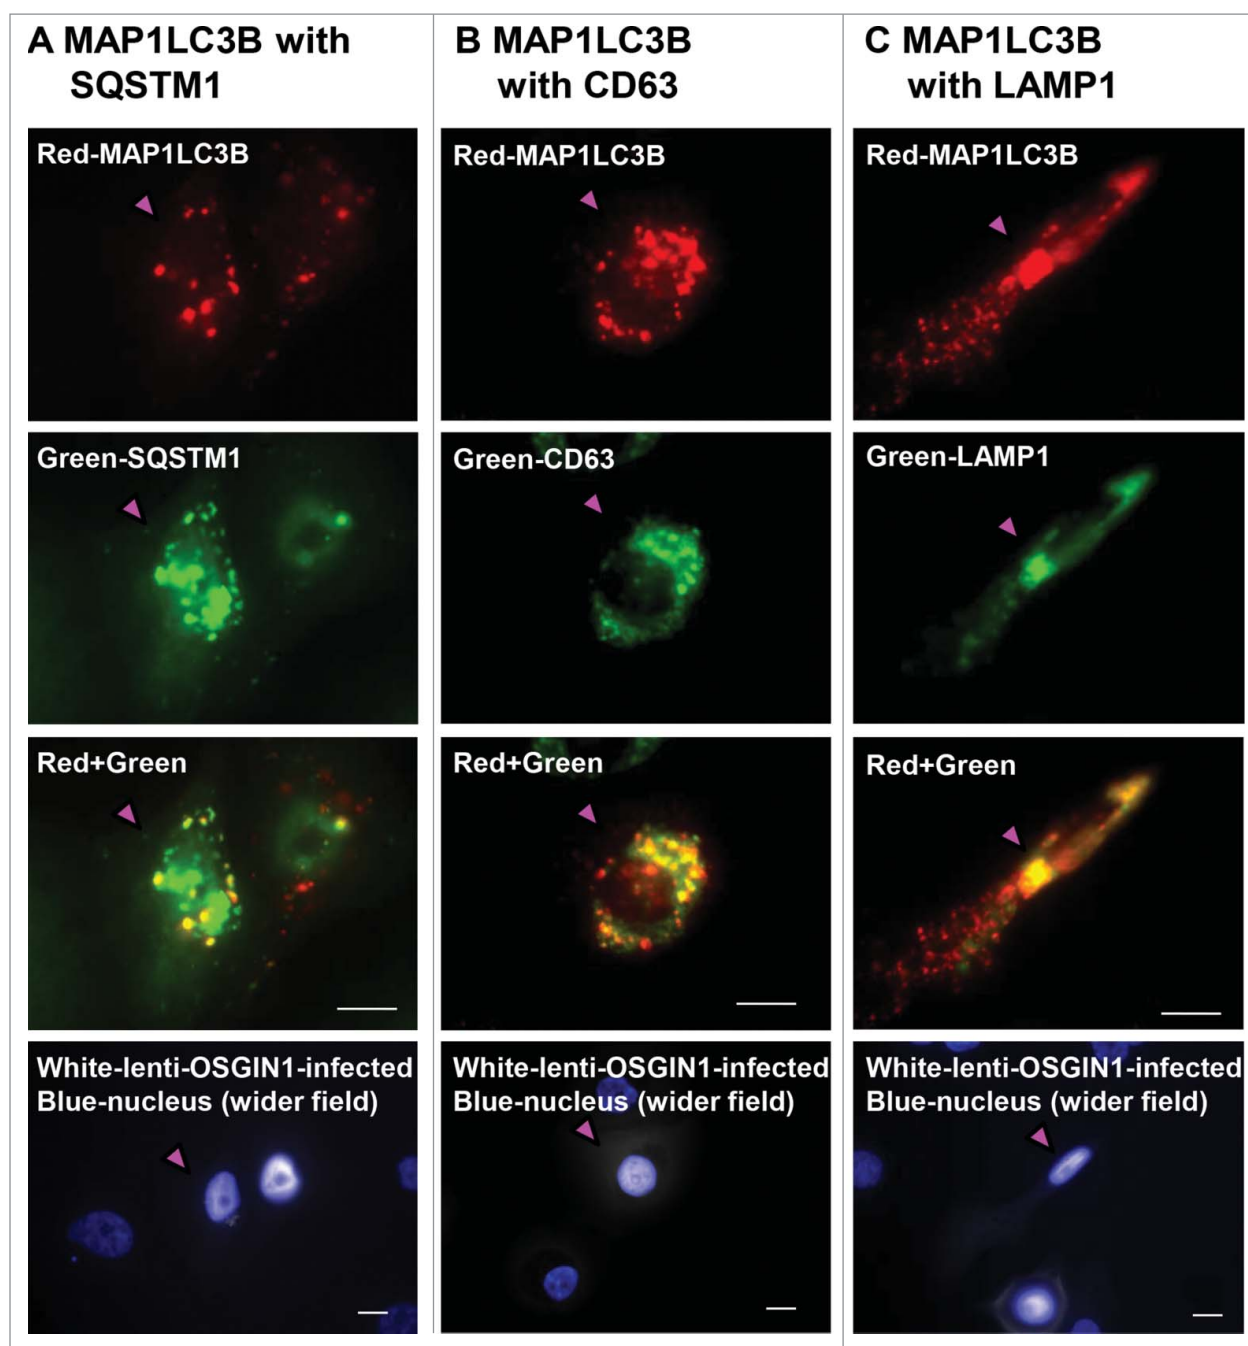 A MAP1LC3B with
SQSTM1
B MAP1LC3B
with CD63
C MAP1LC3B
with LAMP1
Red-MAP1LC3B
Red-MAP1LC3B
Red-MAP1LC3B
Green-SQSTM1
Green-CD63
Green-LAMP1
Red+Green
Red+Green
Red+Green
White-lenti-OSGIN1-infected
Blue-nucleus (wider field)
White-lenti-OSGIN1-infected
Blue-nucleus (wider field)
White-lenti-OSGIN1-infected
Blue-nucleus (wider field)